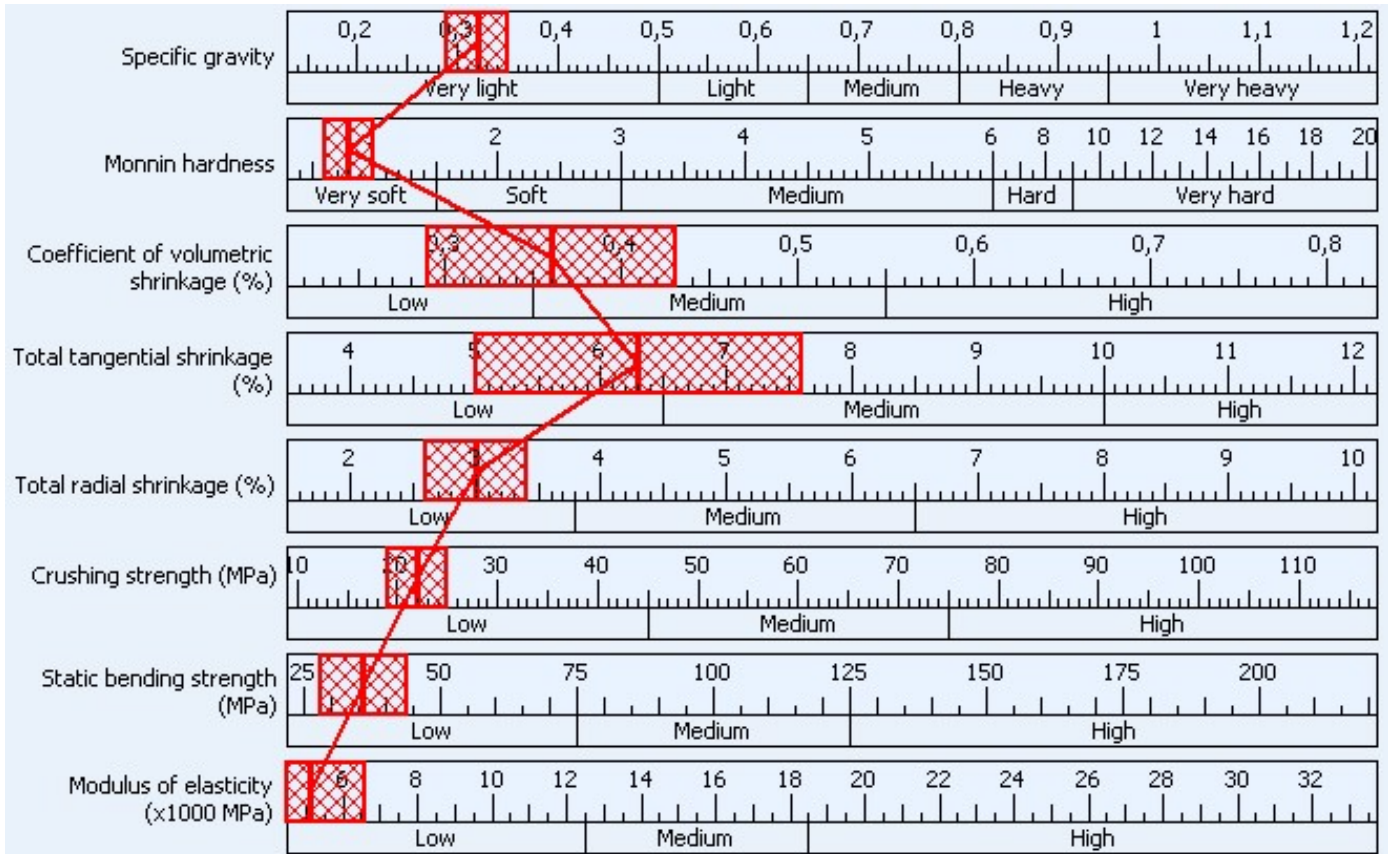 Specific gravity
0,2 0,3 0,4 0,5 0,6 0,7 0,8 0,9 1 1,1 1,2
Very light Light Medium Heavy Very heavy
Monnin hardness
2 3 4 5 6 8 10 12 14 16 18 20
Very soft Soft Medium Hard Very hard
Coefficient of volumetric
shrinkage (%)
0,3 0,4 0,5 0,6 0,7 0,8
Low Medium High
Total tangential shrinkage
(%)
4 5 6 7 8 9 10 11 12
Low Medium High
Total radial shrinkage (%)
2 3 4 5 6 7 8 9 10
Low Medium High
Crushing strength (MPa)
10 20 30 40 50 60 70 80 90 100 110
Low Medium High
Static bending strength
(MPa)
25 50 75 100 125 150 175 200
Low Medium High
Modulus of elasticity
(x1000 MPa)
6 8 10 12 14 16 18 20 22 24 26 28 30 32
Low Medium High